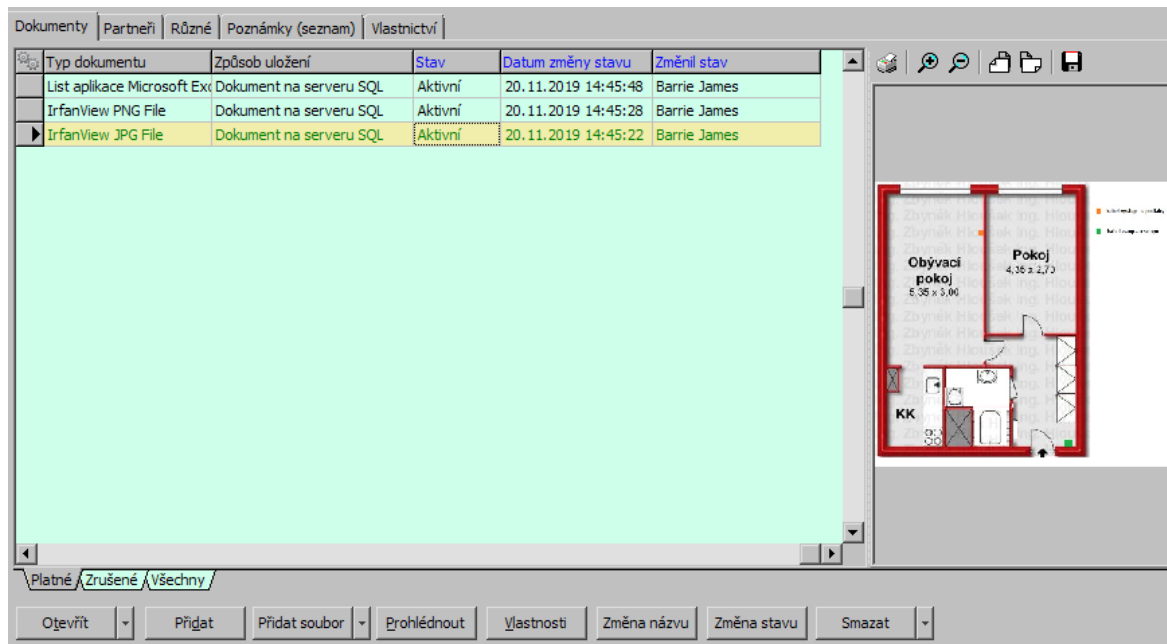 Dokumenty Partneři Různé Poznámky (seznam) Vlastnictví
Typ dokumentu Způsob uložení Stav Datum změny stavu Změnil stav
List aplikace Microsoft Exc Dokument na serveru SQL Aktivní 20.11.2019 14:45:48 Barrie James
IrfanView PNG File Dokument na serveru SQL Aktivní 20.11.2019 14:45:28 Barrie James
IrfanView JPG File Dokument na serveru SQL Aktivní 20.11.2019 14:45:22 Barrie James
Obývací
pokoj
5,35 x 3,00
Pokoj
4,35 x 2,70
KK
Platné Zrušené Všechny
Otevřít Přidat Přidat soubor Prohlédnout Vlastnosti Změna názvu Změna stavu Smazat